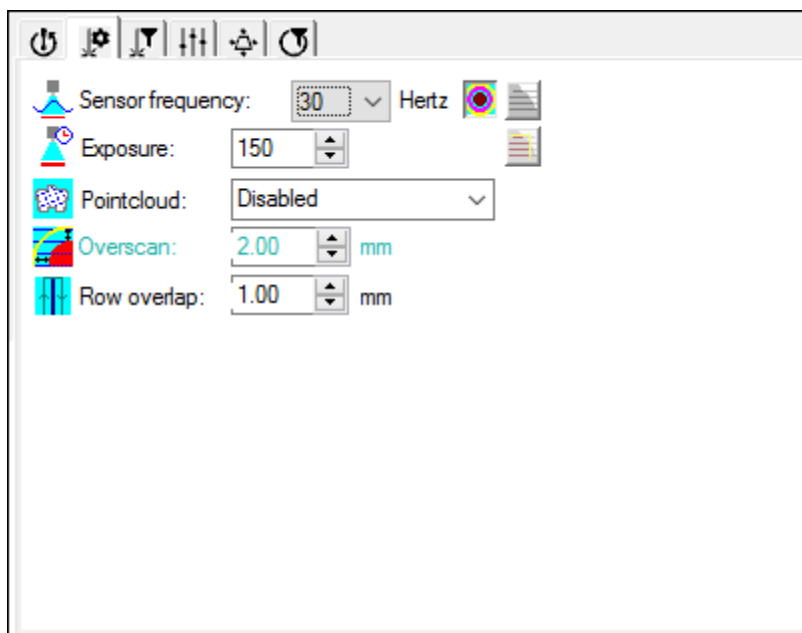 Sensor frequency: 30 Hertz
Exposure: 150
Pointcloud: Disabled
Overscan: 2.00 mm
Row overlap: 1.00 mm